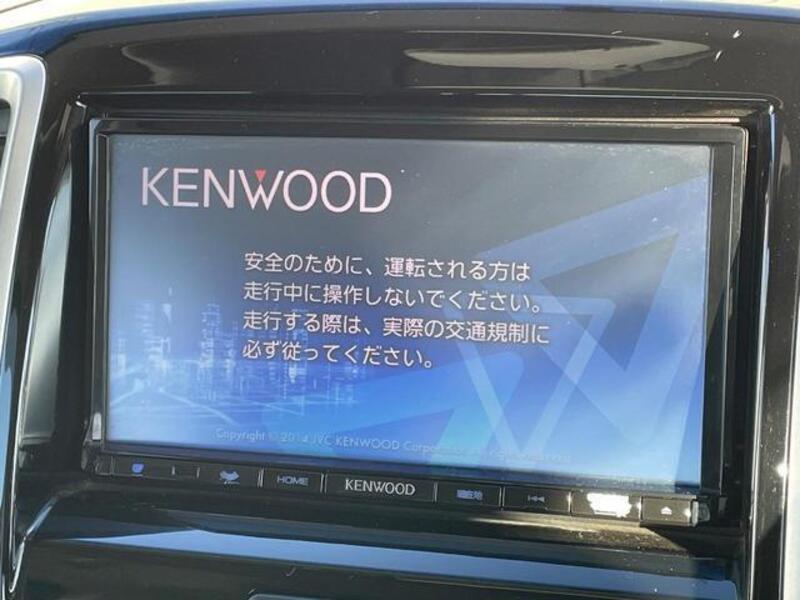 KENWOOD
安全のために、運転される方は
走行中に操作しないでください。
走行する際は、実際の交通規制に
必ず従ってください。
Copyright © 2014 JVC KENWOOD
HOME
KENWOOD
現在地